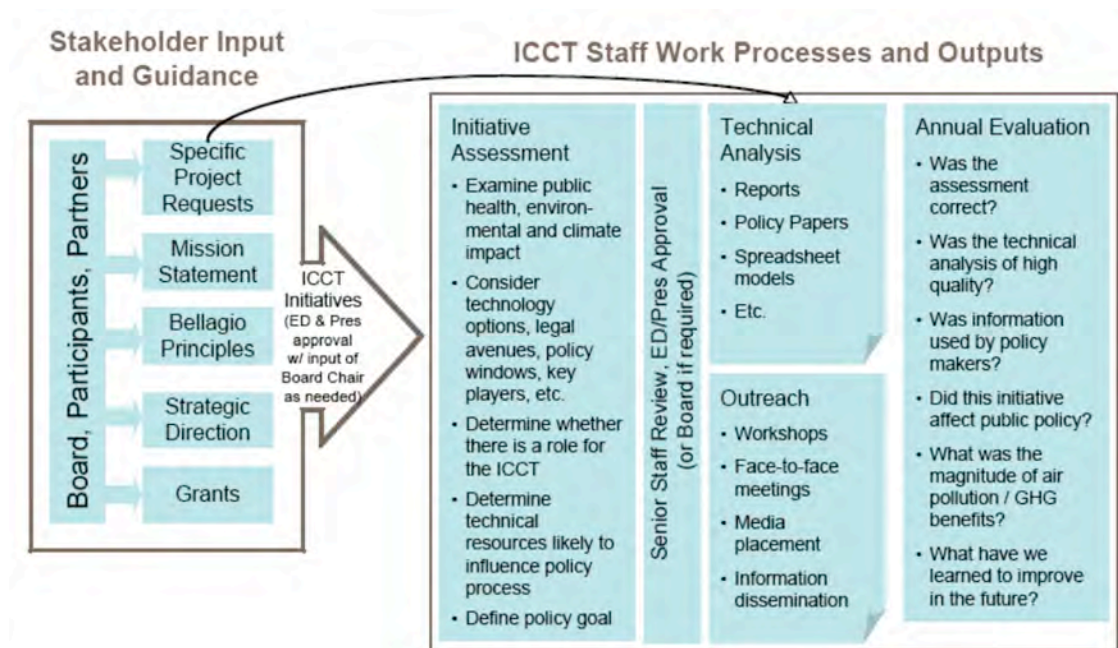 Stakeholder Input
and Guidance
ICCT Staff Work Processes and Outputs
Board, Participants, Partners
Specific
Project
Requests
Mission
Statement
Bellagio
Principles
Strategic
Direction
Grants
ICCT
Initiatives
(ED & Pres
approval
w/ input of
Board Chair
as needed)
Initiative
Assessment
• Examine public
health, environ-
mental and climate
impact
• Consider
technology
options, legal
avenues, policy
windows, key
players, etc.
• Determine whether
there is a role for
the ICCT
• Determine
technical
resources likely to
influence policy
process
• Define policy goal
Senior Staff Review, ED/Pres Approval
(or Board if required)
Technical
Analysis
• Reports
• Policy Papers
• Spreadsheet
models
• Etc.
Outreach
• Workshops
• Face-to-face
meetings
• Media
placement
• Information
dissemination
Annual Evaluation
• Was the
assessment
correct?
• Was the technical
analysis of high
quality?
• Was information
used by policy
makers?
• Did this initiative
affect public policy?
• What was the
magnitude of air
pollution / GHG
benefits?
• What have we
learned to improve
in the future?